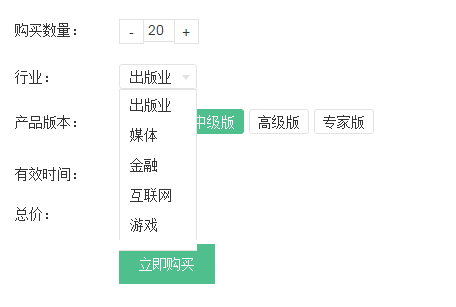 购买数量： - 20 +
行业： 出版业
出版业
产品版本： 中级版 高级版 专家版
媒体
金融
有效时间：
互联网
总价：
游戏
立即购买